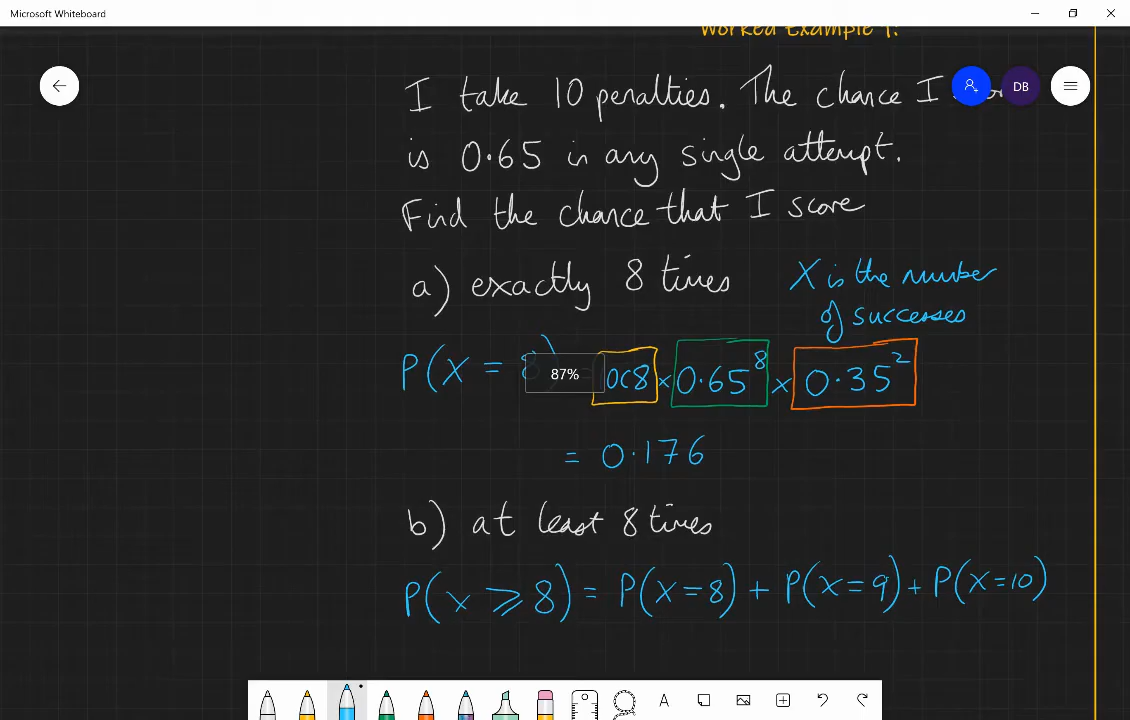 Microsoft Whiteboard
Worked Example 1.
DB
I take 10 penalties. The chance I
is 0.65 in any single attempt.
Find the chance that I score
a) exactly 8 times
X is the number
of successes
P(X = 8) = 10C8 × 0.65^8 × 0.35^2
87%
= 0.176
b) at least 8 times
P(X ⩾ 8) = P(X=8) + P(X=9) + P(X=10)
A